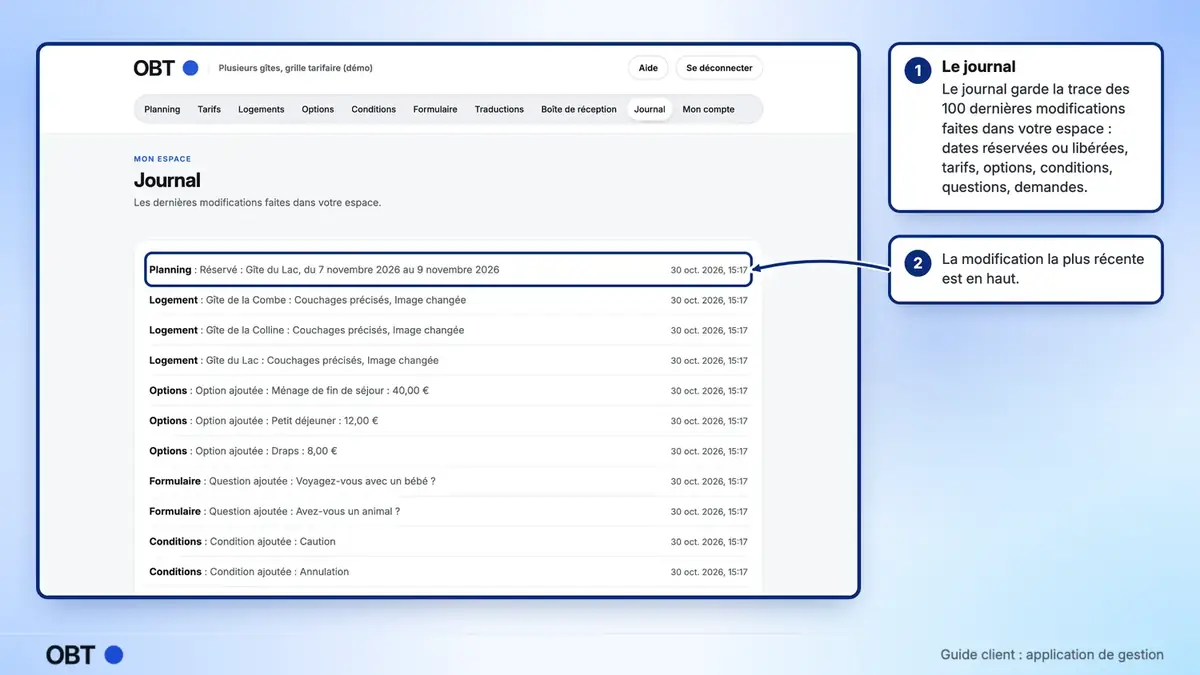 OBT
Plusieurs gîtes, grille tarifaire (démo)
Aide
Se déconnecter
Planning
Tarifs
Logements
Options
Conditions
Formulaire
Traductions
Boîte de réception
Journal
Mon compte
MON ESPACE
Journal
Les dernières modifications faites dans votre espace.
Planning : Réservé : Gîte du Lac, du 7 novembre 2026 au 9 novembre 2026 30 oct. 2026, 15:17
Logement : Gîte de la Combe : Couchages précisés, Image changée 30 oct. 2026, 15:17
Logement : Gîte de la Colline : Couchages précisés, Image changée 30 oct. 2026, 15:17
Logement : Gîte du Lac : Couchages précisés, Image changée 30 oct. 2026, 15:17
Options : Option ajoutée : Ménage de fin de séjour : 40,00 € 30 oct. 2026, 15:17
Options : Option ajoutée : Petit déjeuner : 12,00 € 30 oct. 2026, 15:17
Options : Option ajoutée : Draps : 8,00 € 30 oct. 2026, 15:17
Formulaire : Question ajoutée : Voyagez-vous avec un bébé ? 30 oct. 2026, 15:17
Formulaire : Question ajoutée : Avez-vous un animal ? 30 oct. 2026, 15:17
Conditions : Condition ajoutée : Caution 30 oct. 2026, 15:17
Conditions : Condition ajoutée : Annulation 30 oct. 2026, 15:17
1
Le journal
Le journal garde la trace des
100 dernières modifications
faites dans votre espace :
dates réservées ou libérées,
tarifs, options, conditions,
questions, demandes.
2
La modification la plus récente
est en haut.
OBT
Guide client : application de gestion